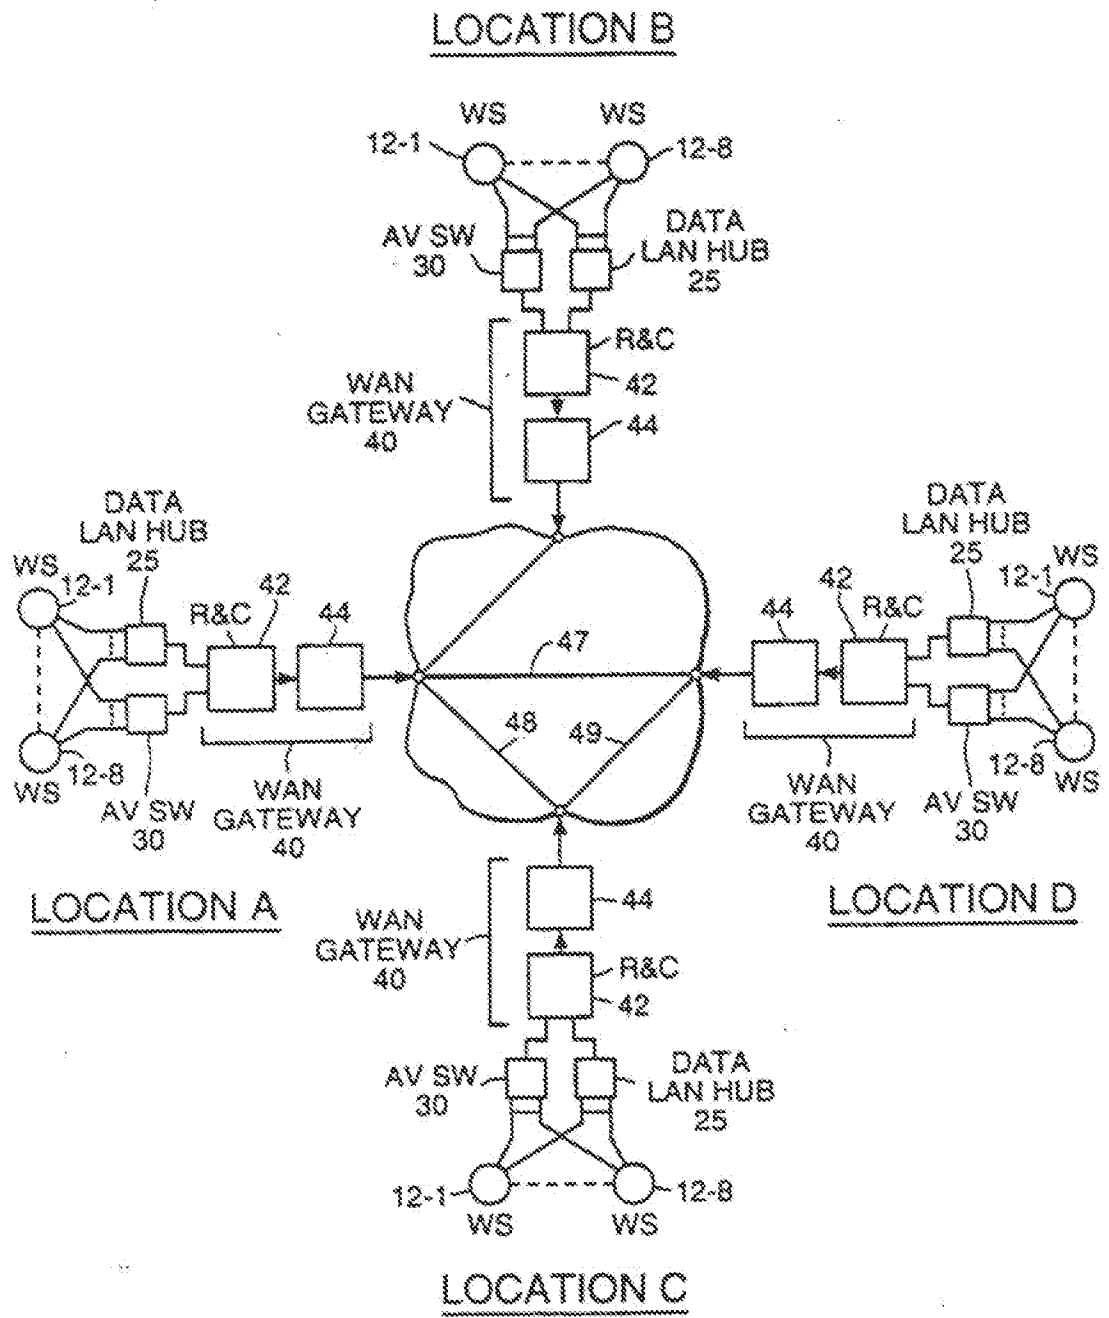 LOCATION B
WS
WS
12-1
12-8
AV SW
30
DATA
LAN HUB
25
R&C
42
WAN
GATEWAY
40
44
DATA
LAN HUB
25
WS
12-1
R&C
42
44
12-8
WS
AV SW
30
WAN
GATEWAY
40
LOCATION A
47
48
49
DATA
LAN HUB
25
WS
12-1
42
R&C
44
12-8
WS
AV SW
30
WAN
GATEWAY
40
LOCATION D
44
WAN
GATEWAY
40
R&C
42
AV SW
30
DATA
LAN HUB
25
12-1
12-8
WS
WS
LOCATION C